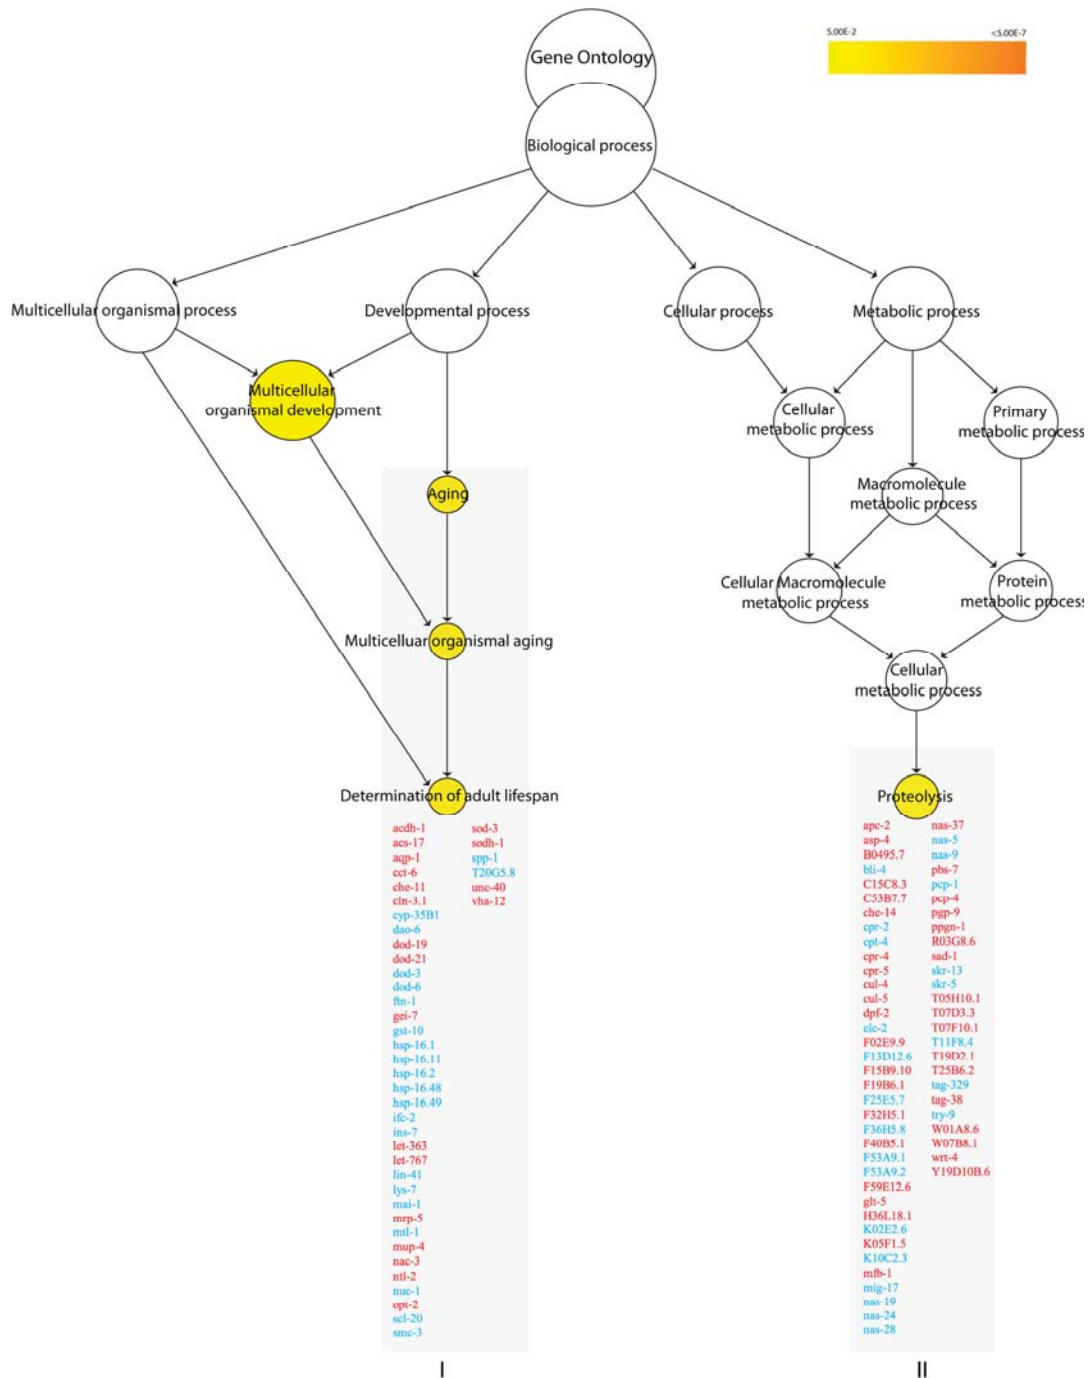 5.00E-2
<5.00E-7
Gene Ontology
Biological process
Multicellular organismal process
Developmental process
Cellular process
Metabolic process
Multicellular
organismal development
Cellular
metabolic process
Primary
metabolic process
Aging
Macromolecule
metabolic process
Cellular Macromolecule
metabolic process
Protein
metabolic process
Multicelluar organismal aging
Cellular
metabolic process
Determination of adult lifespan
acdh-1
acs-17
aqp-1
cct-6
che-11
cln-3.1
cyp-35B1
dao-6
dod-19
dod-21
dod-3
dod-6
ftn-1
gei-7
gst-10
hsp-16.1
hsp-16.11
hsp-16.2
hsp-16.48
hsp-16.49
ifc-2
ins-7
let-363
let-767
lin-41
lys-7
mai-1
mrp-5
mtl-1
mup-4
nac-3
ntl-2
nuc-1
opt-2
scl-20
smc-3
sod-3
sodh-1
spp-1
T20G5.8
unc-40
vha-12
I
Proteolysis
apc-2
asp-4
B0495.7
bli-4
C15C8.3
C53B7.7
che-14
cpr-2
cpt-4
cpr-4
cpr-5
cul-4
cul-5
dpf-2
elc-2
F02E9.9
F13D12.6
F15B9.10
F19B6.1
F25E5.7
F32H5.1
F36H5.8
F40B5.1
F53A9.1
F53A9.2
F59E12.6
glt-5
H36L18.1
K02E2.6
K05F1.5
K10C2.3
mfb-1
mig-17
nas-19
nas-24
nas-28
nas-37
nas-5
nas-9
pbs-7
pcp-1
pcp-4
pgp-9
ppgn-1
R03G8.6
sad-1
skr-13
skr-5
T05H10.1
T07D3.3
T07F10.1
T11F8.4
T19D2.1
T25B6.2
tag-329
tag-38
try-9
W01A8.6
W07B8.1
wrt-4
Y19D10B.6
II